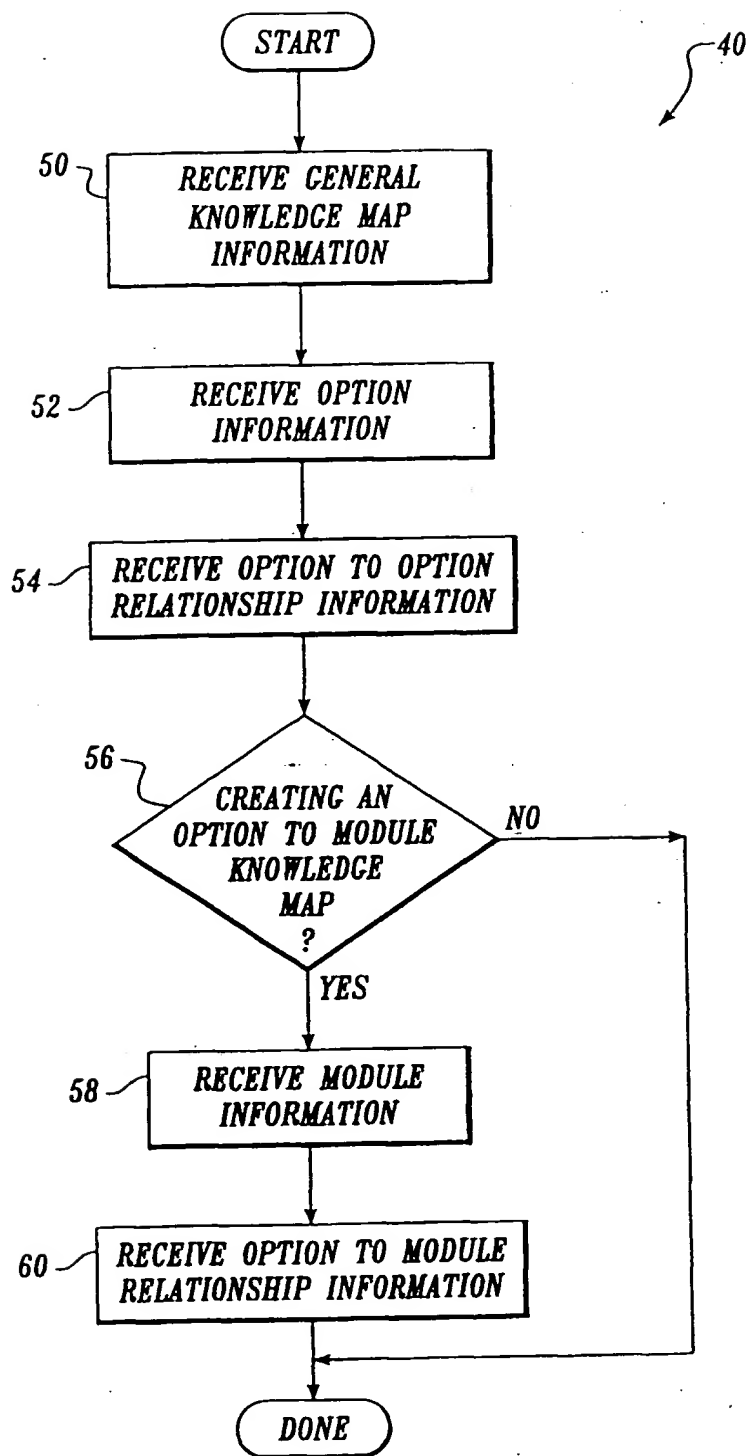 START
40
50
RECEIVE GENERAL
KNOWLEDGE MAP
INFORMATION
52
RECEIVE OPTION
INFORMATION
54
RECEIVE OPTION TO OPTION
RELATIONSHIP INFORMATION
56
CREATING AN
OPTION TO MODULE
KNOWLEDGE
MAP
?
NO
YES
58
RECEIVE MODULE
INFORMATION
60
RECEIVE OPTION TO MODULE
RELATIONSHIP INFORMATION
DONE